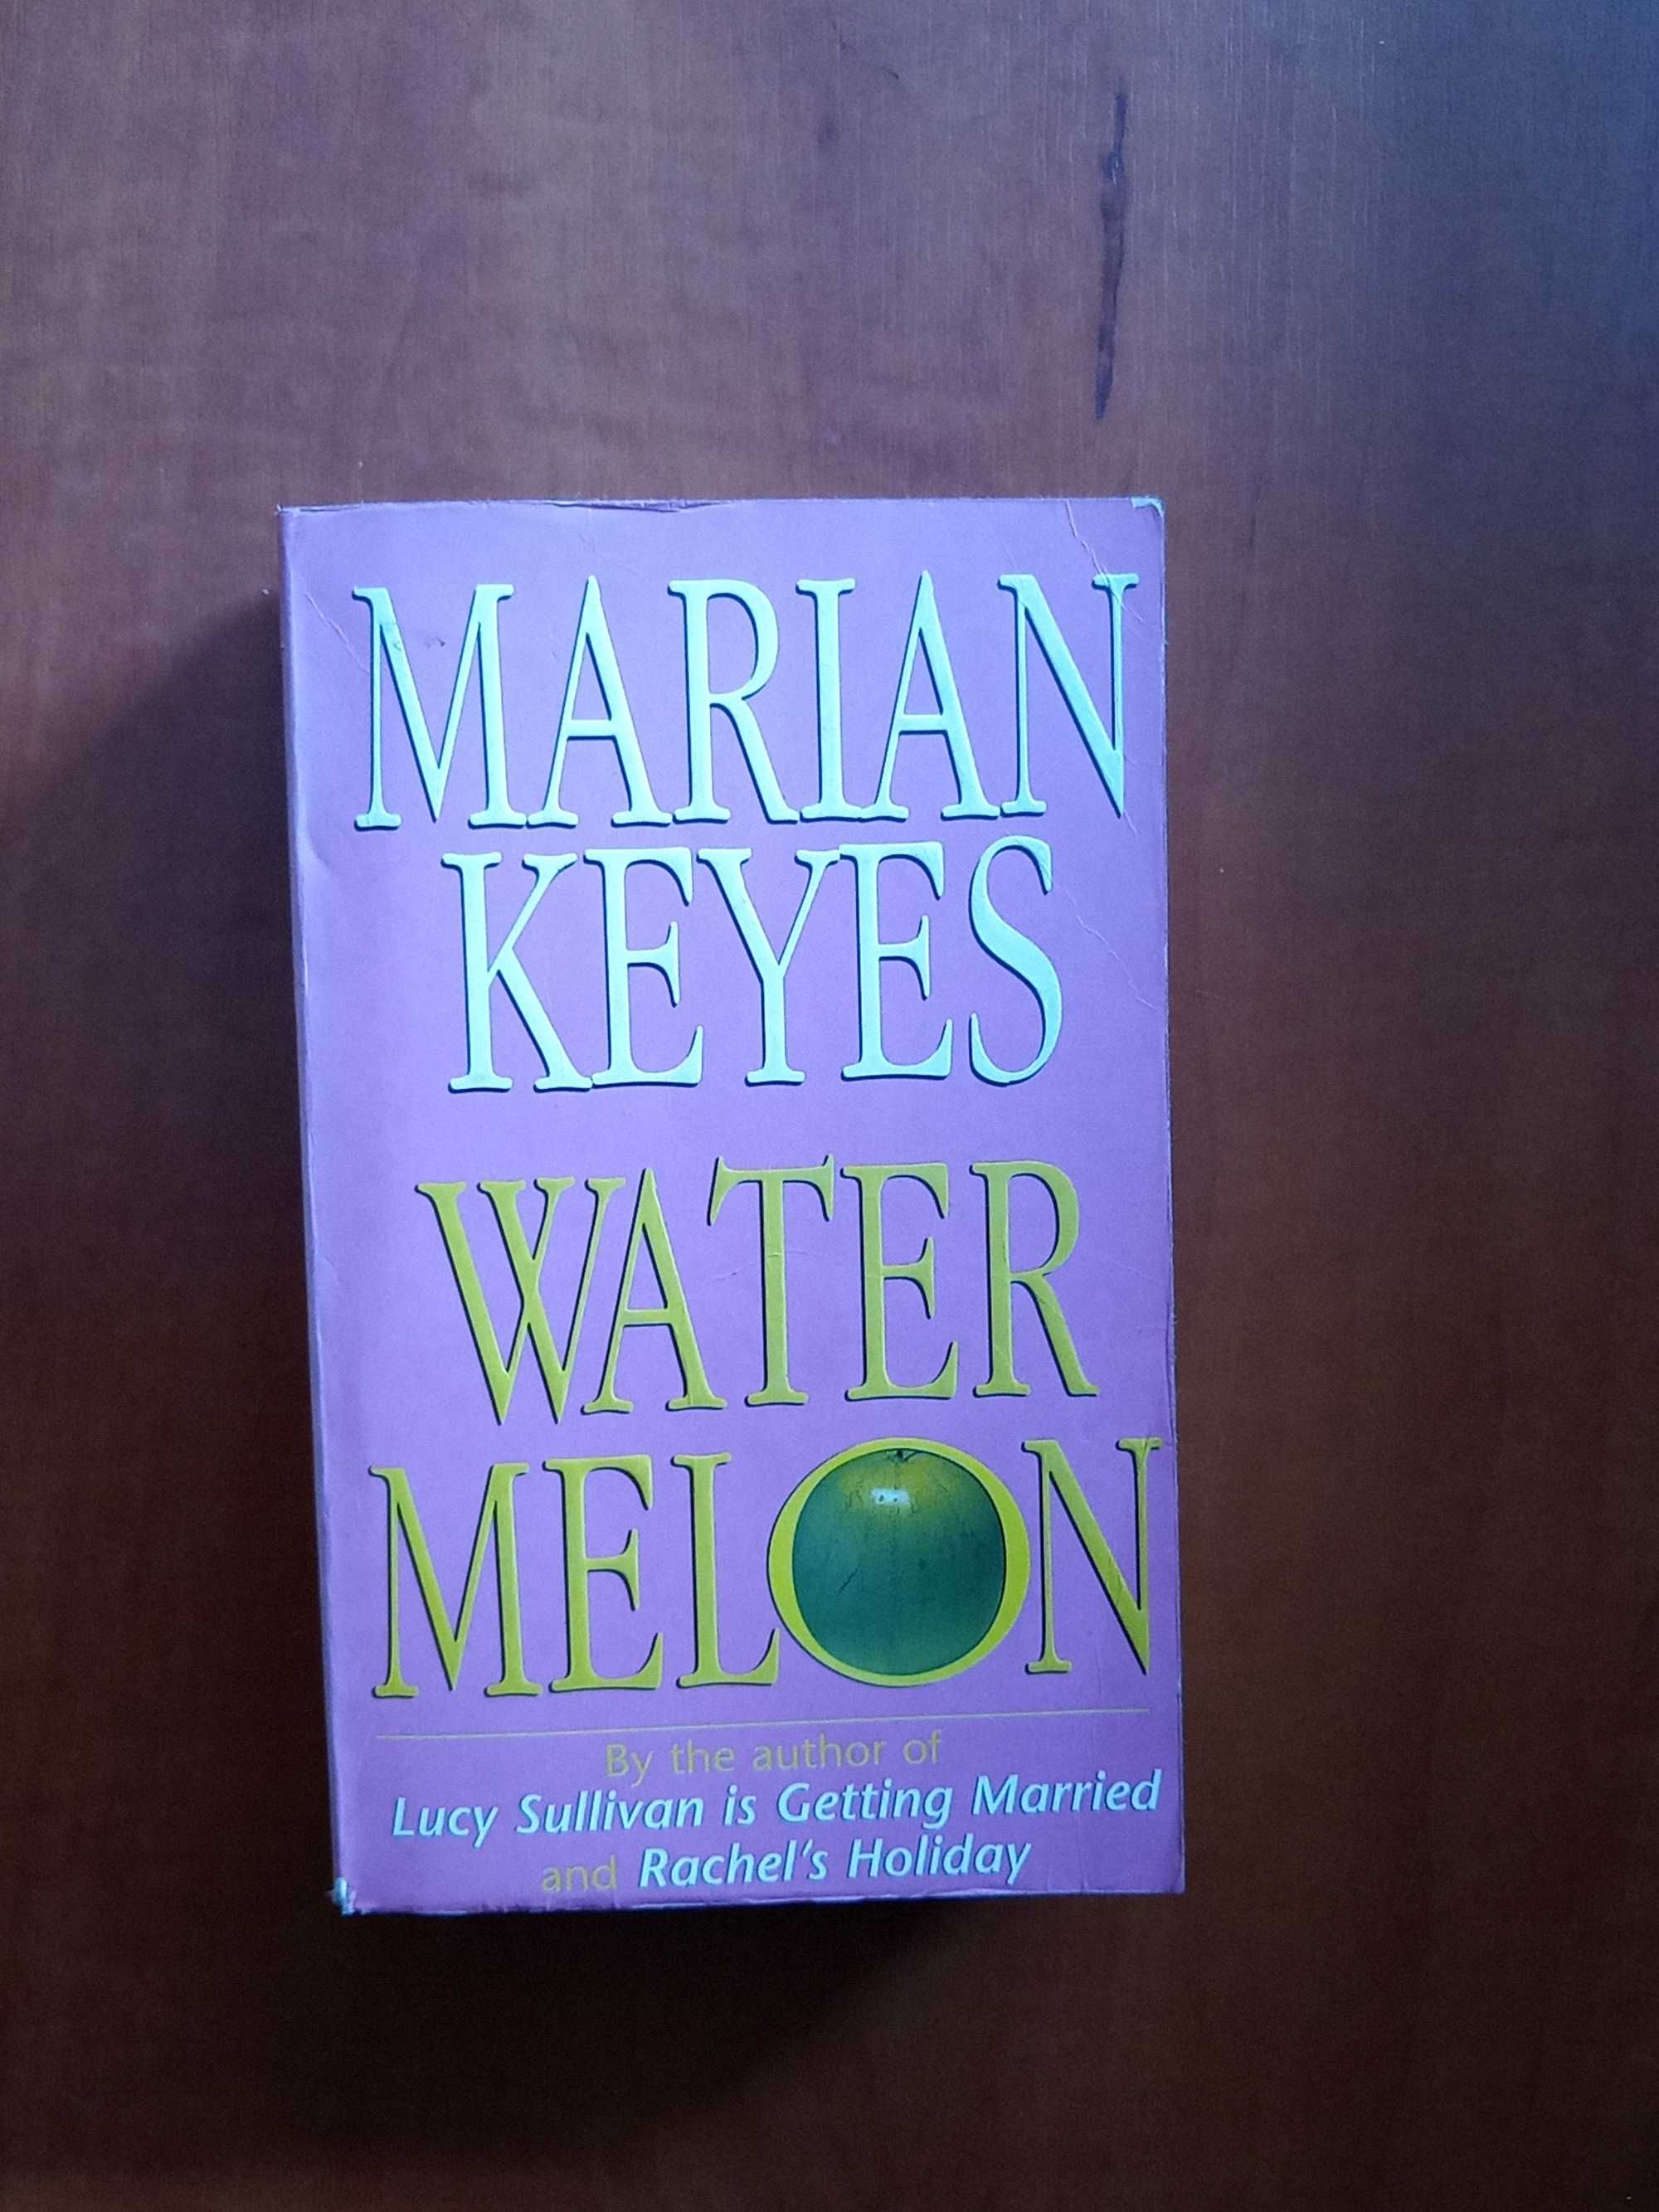 MARIAN
KEYES
WATER
MELON
By the author of
Lucy Sullivan is Getting Married
and Rachel's Holiday